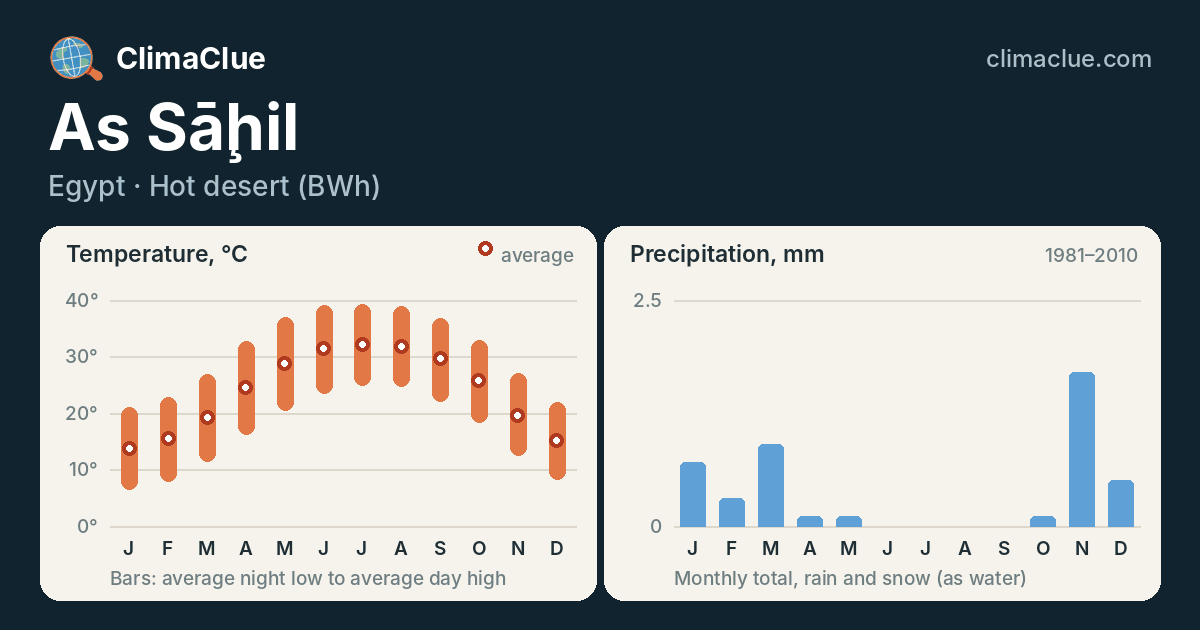 ClimaClue
climaclue.com
As Sāḩil
Egypt · Hot desert (BWh)
Temperature, °C
average
40°
30°
20°
10°
0°
J F M A M J J A S O N D
Bars: average night low to average day high
Precipitation, mm
1981–2010
2.5
0
J F M A M J J A S O N D
Monthly total, rain and snow (as water)